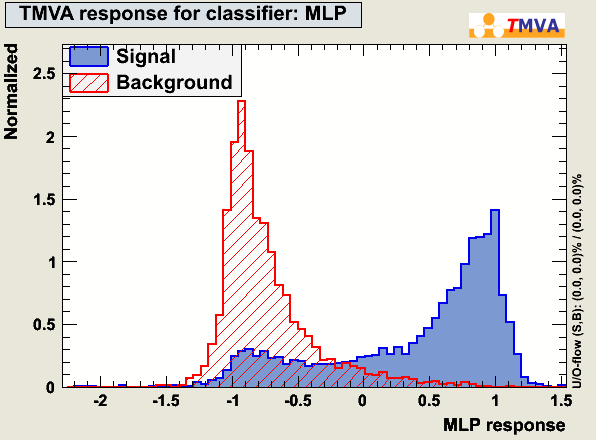 TMVA response for classifier: MLP
TMVA
Signal
Background
Normalized
2.5
2
1.5
1
0.5
0
-2 -1.5 -1 -0.5 0 0.5 1 1.5
MLP response
U/O-flow (S,B): (0.0, 0.0)% / (0.0, 0.0)%